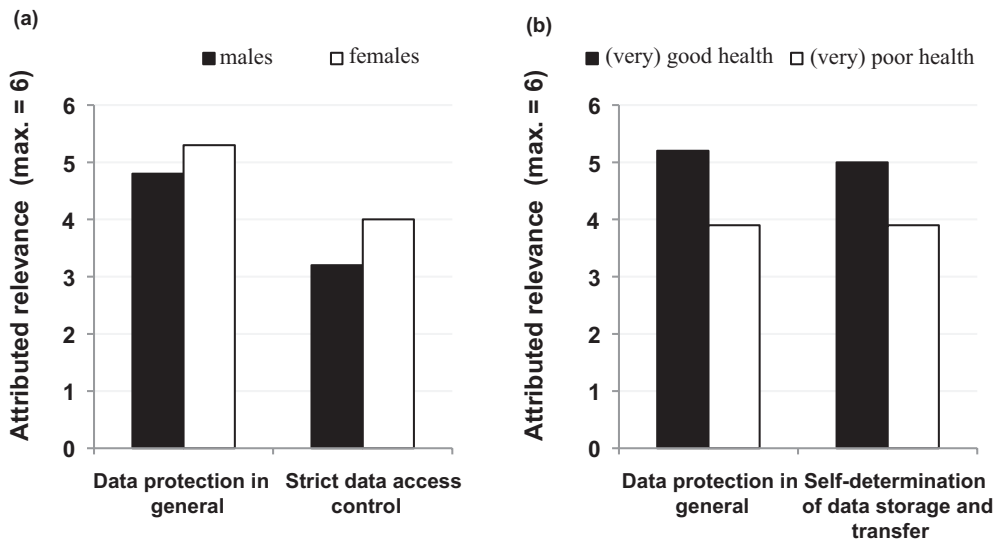 (a)
males females
Attributed relevance (max. = 6)
6
5
4
3
2
1
0
Data protection in
general
Strict data access
control
(b)
(very) good health (very) poor health
Attributed relevance (max. = 6)
6
5
4
3
2
1
0
Data protection in
general
Self-determination
of data storage and
transfer